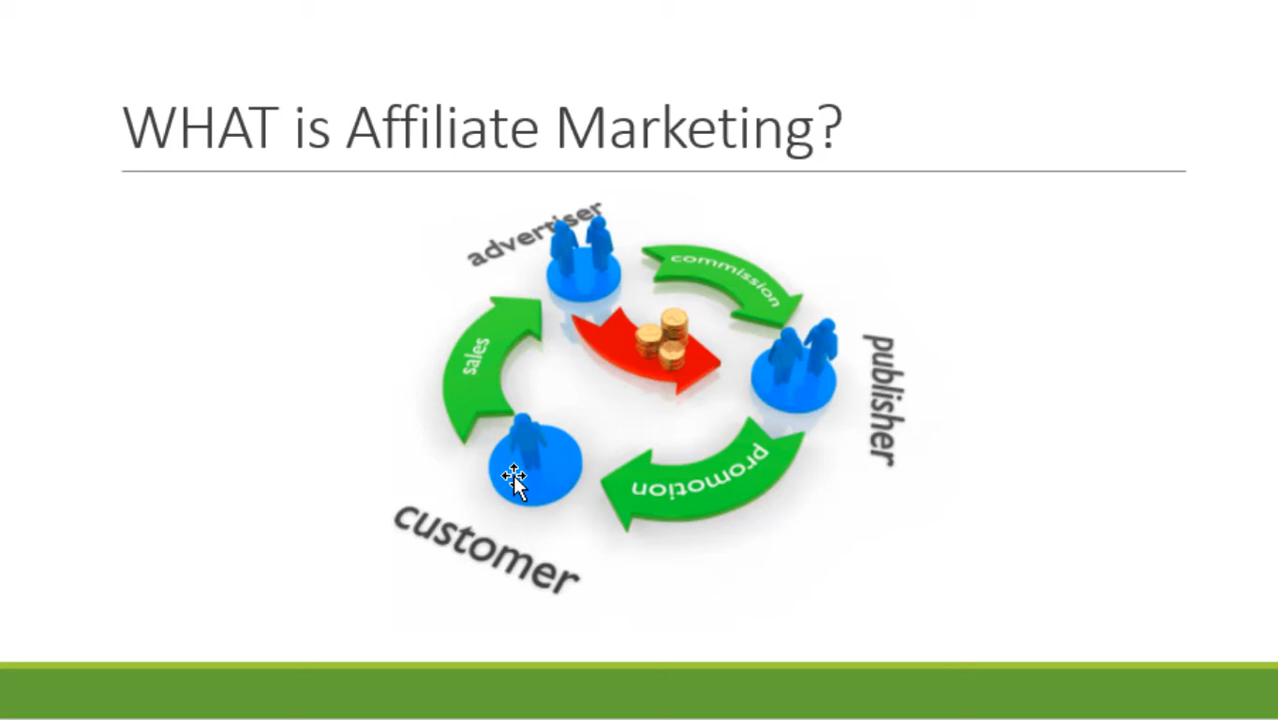 WHAT is Affiliate Marketing?
advertiser
commission
sales
publisher
promotion
customer